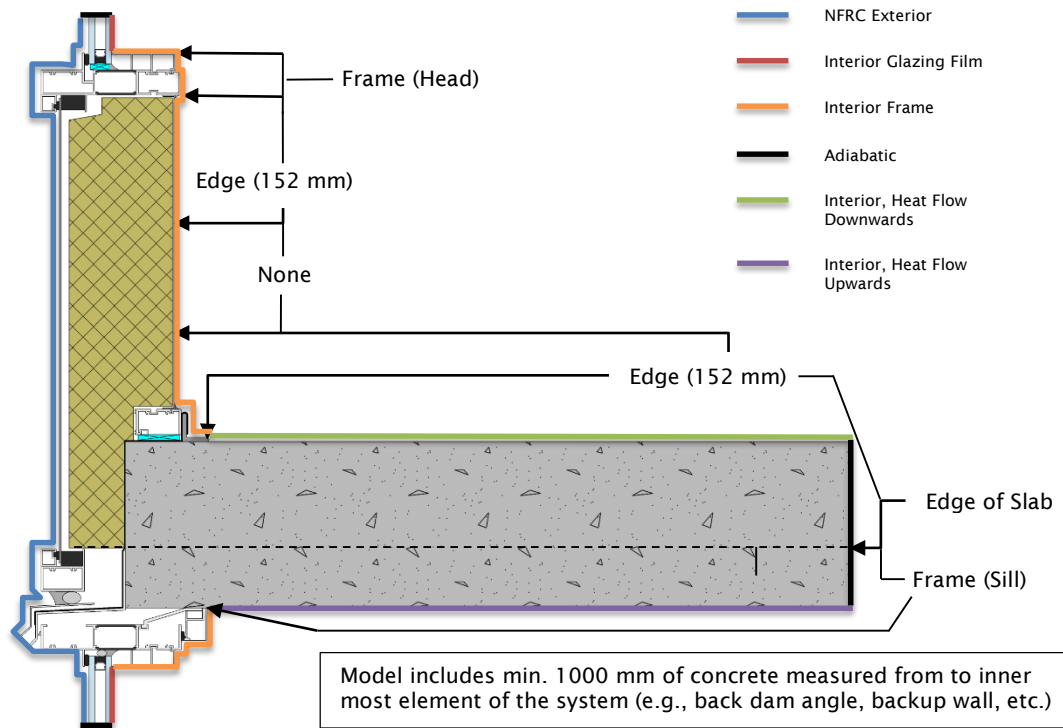 NFRC Exterior
Interior Glazing Film
Interior Frame
Adiabatic
Interior, Heat Flow
Downwards
Interior, Heat Flow
Upwards
Frame (Head)
Edge (152 mm)
None
Edge (152 mm)
Edge of Slab
Frame (Sill)
Model includes min. 1000 mm of concrete measured from to inner
most element of the system (e.g., back dam angle, backup wall, etc.)